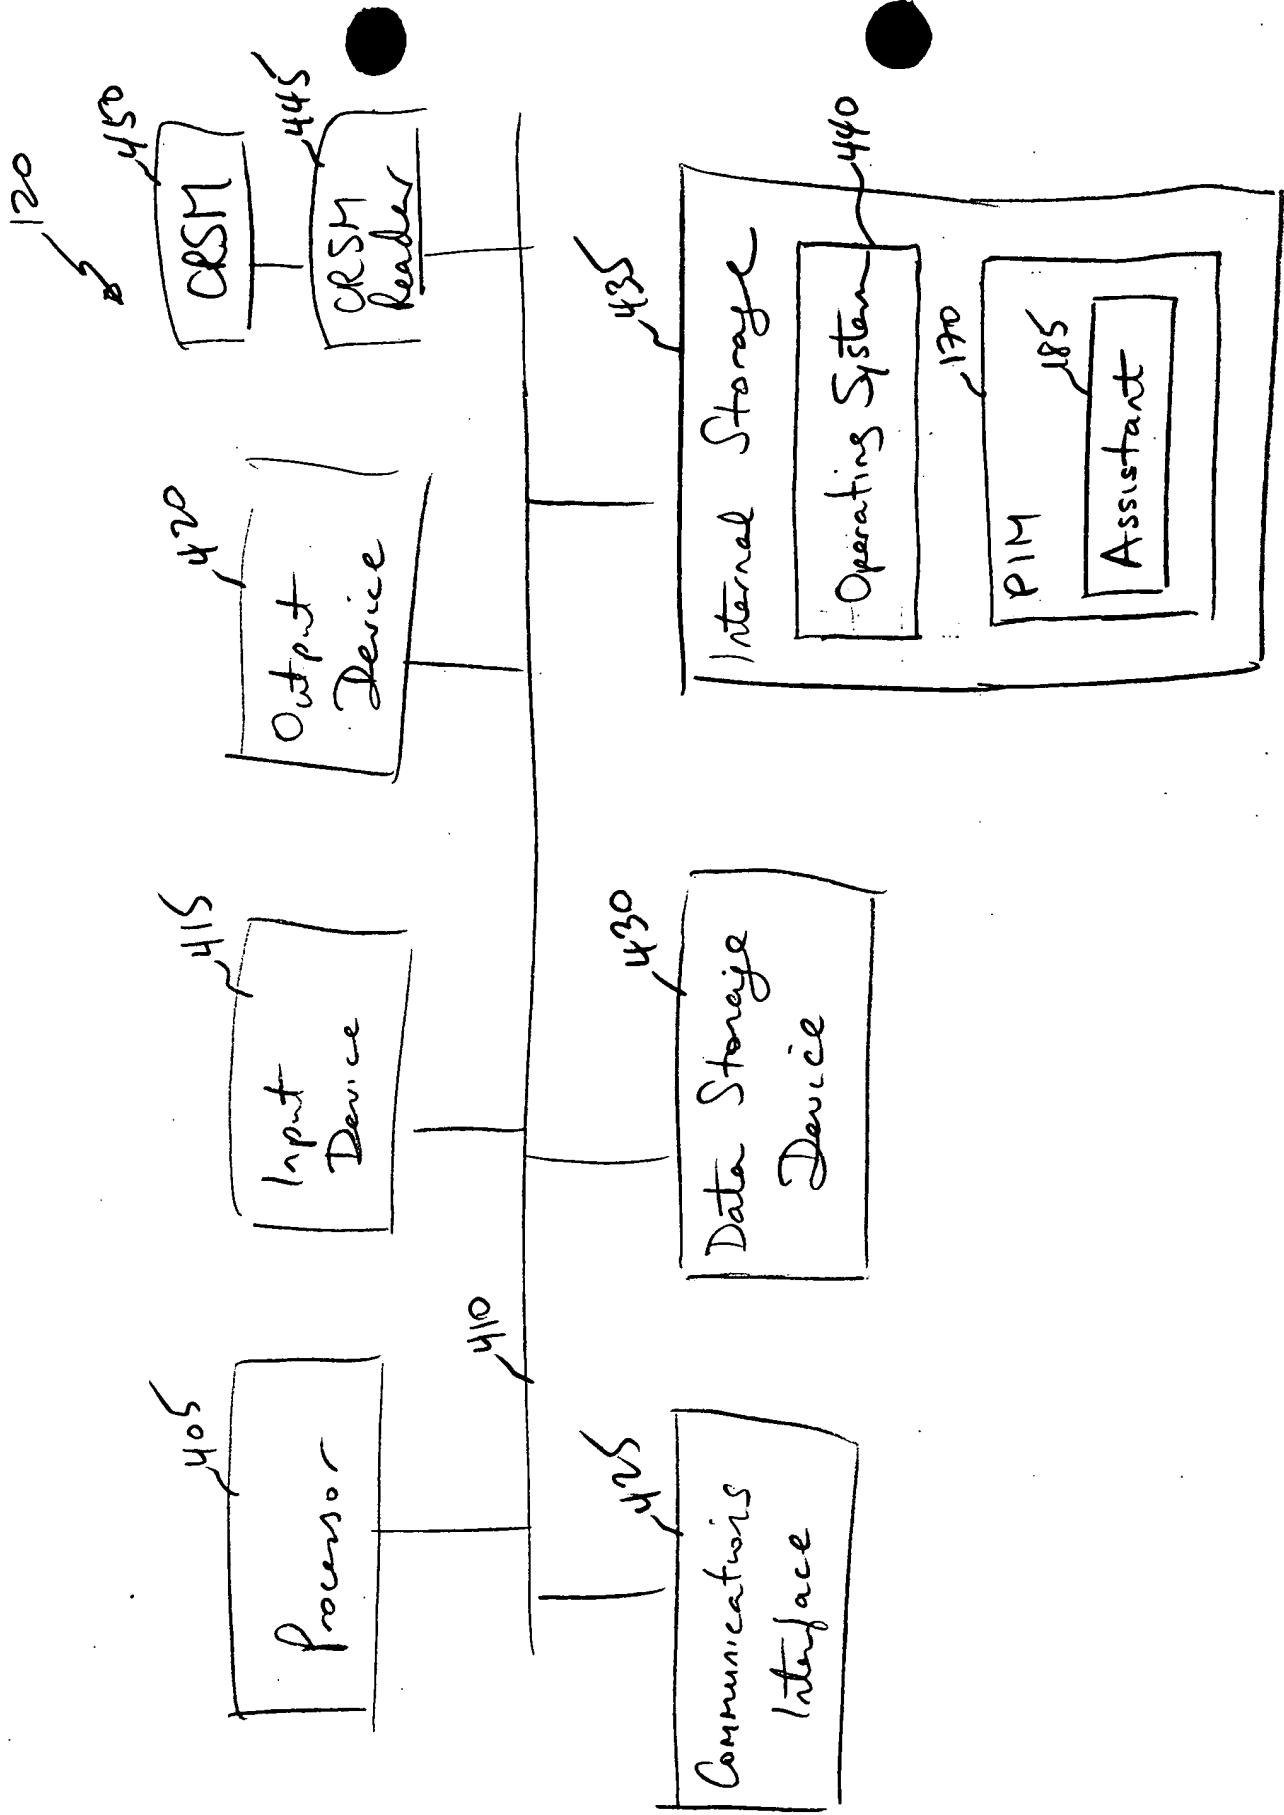 120
405
Processor
415
Input
Device
420
Output
Device
450
CRSM
445
CRSM
Reader
410
425
Communications
Interface
430
Data Storage
Device
435
Internal Storage
440
Operating System
170
PIM
185
Assistant